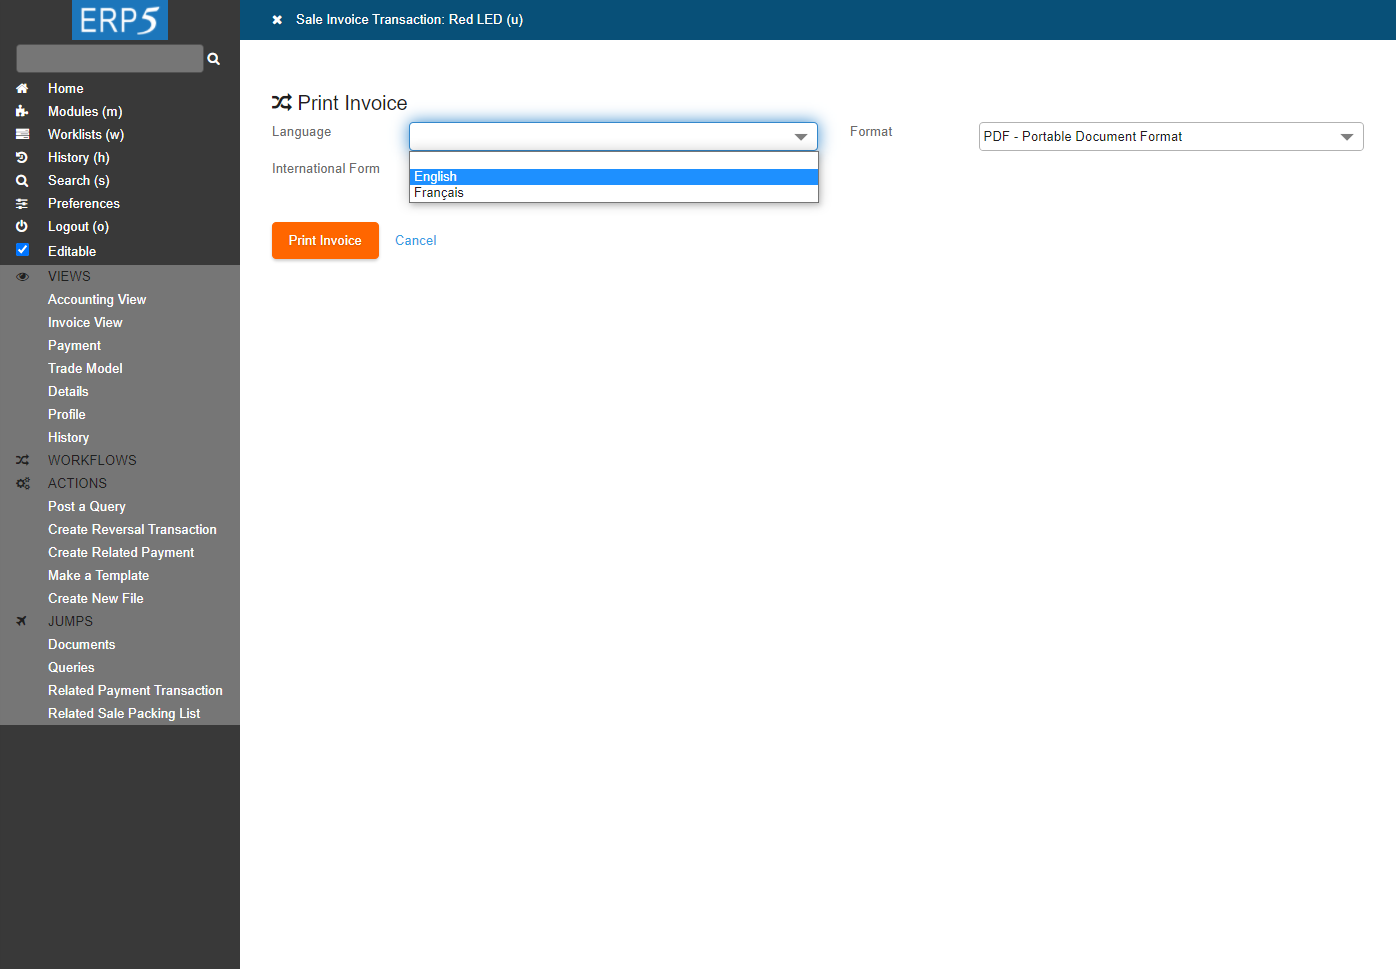 ERP5
Sale Invoice Transaction: Red LED (u)
Home
Modules (m)
Worklists (w)
History (h)
Search (s)
Preferences
Logout (o)
Editable
VIEWS
Accounting View
Invoice View
Payment
Trade Model
Details
Profile
History
WORKFLOWS
ACTIONS
Post a Query
Create Reversal Transaction
Create Related Payment
Make a Template
Create New File
JUMPS
Documents
Queries
Related Payment Transaction
Related Sale Packing List
Print Invoice
Language
Format
PDF - Portable Document Format
International Form
English
Français
Print Invoice
Cancel